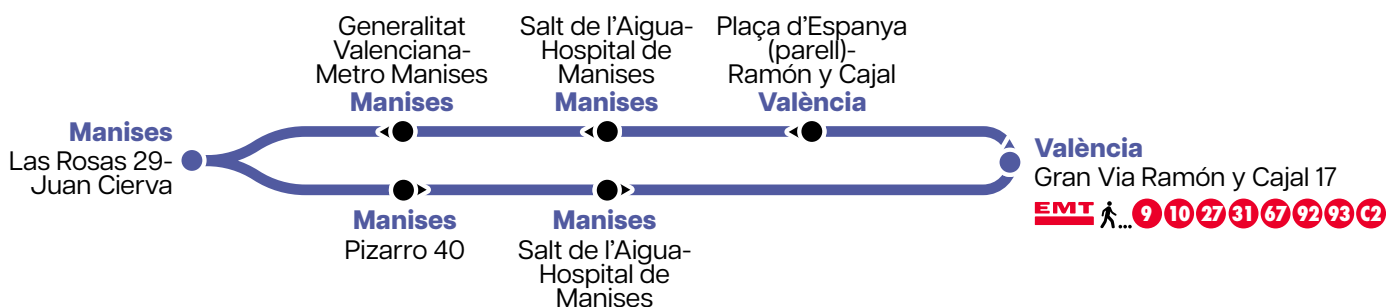 Generalitat
Valenciana-
Metro Manises
Manises
Salt de l’Aigua-
Hospital de
Manises
Manises
Plaça d’Espanya
(parell)-
Ramón y Cajal
València
Manises
Las Rosas 29-
Juan Cierva
València
Gran Via Ramón y Cajal 17
EMT ... 9 10 27 31 67 92 93 C2
Manises
Pizarro 40
Manises
Salt de l’Aigua-
Hospital de
Manises